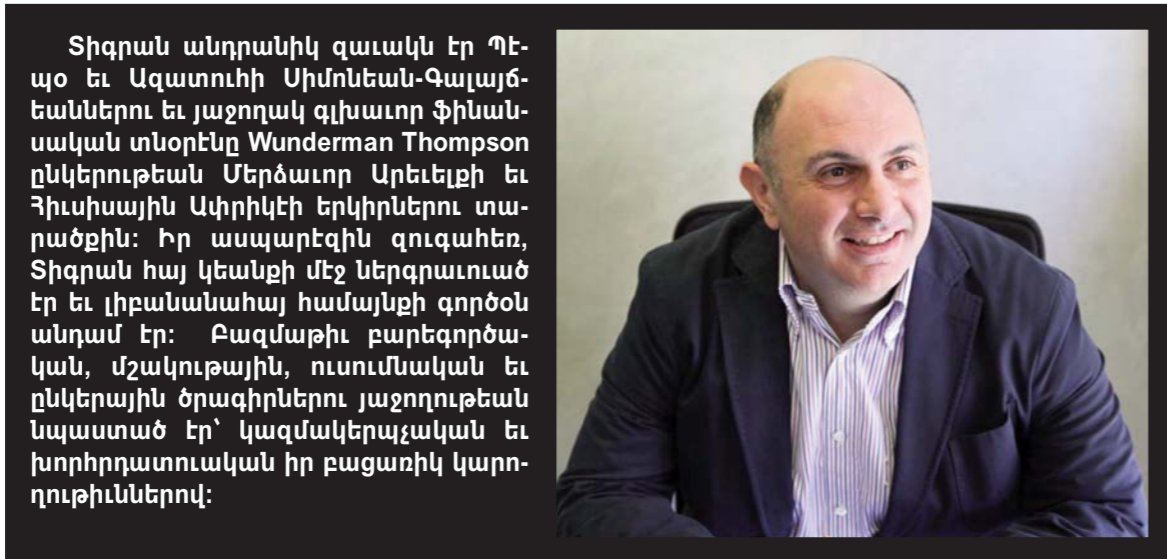 Տիգրան անդրանիկ զաւակն էր Պէ-
պօ եւ Ազատուհի Սիմոնեան-Գալայճ-
եաններու եւ յաջողակ գլխաւոր ֆինան-
սական տնօրէնը Wunderman Thompson
ընկերութեան Մերձաւոր Արեւելքի եւ
Հիւսիսային Ափրիկէի երկիրներու տա-
րածքին: Իր ասպարէզին զուգահեռ,
Տիգրան հայ կեանքի մէջ ներգրաւուած
էր եւ լիբանանահայ համայնքի գործօն
անդամ էր: Բազմաթիւ բարեգործա-
կան, մշակութային, ուսումնական եւ
ընկերային ծրագիրներու յաջողութեան
նպաստած էր՝ կազմակերպչական եւ
խորհրդատուական իր բացառիկ կարո-
ղութիւններով: